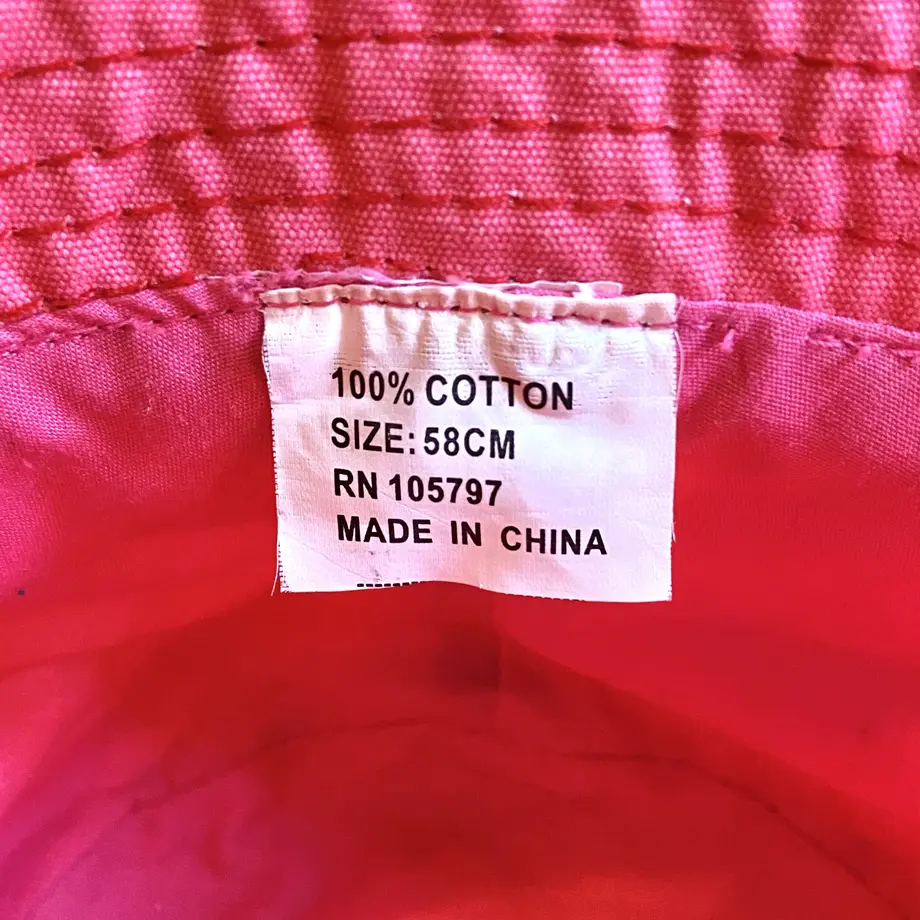 100% COTTON
SIZE: 58CM
RN 105797
MADE IN CHINA